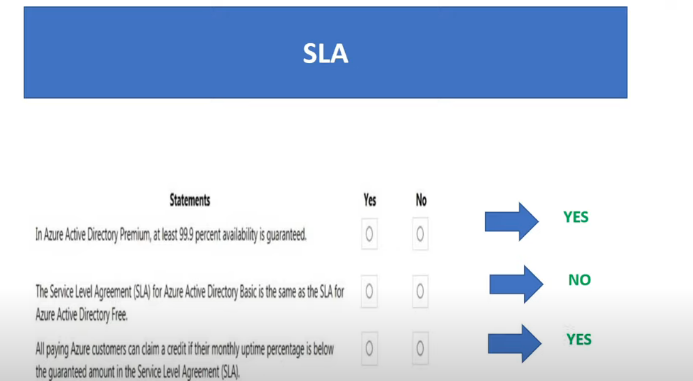 SLA
Statements Yes No
In Azure Active Directory Premium, at least 99.9 percent availability is guaranteed.
YES
The Service Level Agreement (SLA) for Azure Active Directory Basic is the same as the SLA for
Azure Active Directory Free.
NO
All paying Azure customers can claim a credit if their monthly uptime percentage is below
the guaranteed amount in the Service Level Agreement (SLA).
YES